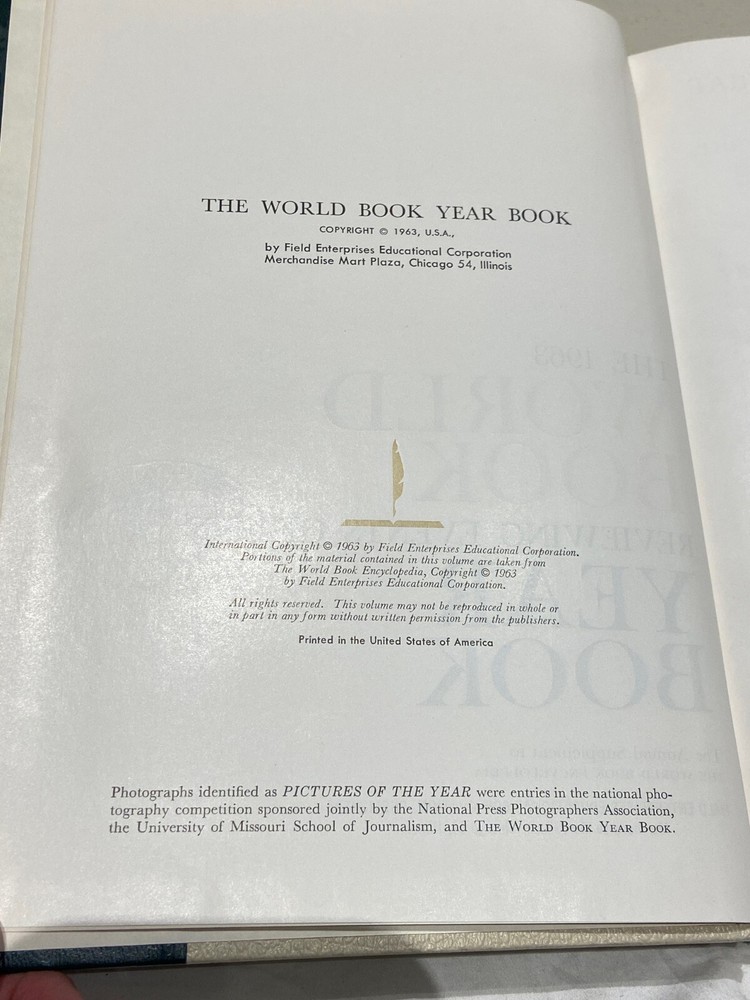 THE WORLD BOOK YEAR BOOK
COPYRIGHT © 1963, U.S.A.,
by Field Enterprises Educational Corporation
Merchandise Mart Plaza, Chicago 54, Illinois
THE 1963
WORLD
BOOK
YEA
BOOK
International Copyright © 1963 by Field Enterprises Educational Corporation.
Portions of the material contained in this volume are taken from
The World Book Encyclopedia, Copyright © 1963
by Field Enterprises Educational Corporation.
All rights reserved. This volume may not be reproduced in whole or
in part in any form without written permission from the publishers.
Printed in the United States of America
Photographs identified as PICTURES OF THE YEAR were entries in the national pho-
tography competition sponsored jointly by the National Press Photographers Association,
the University of Missouri School of Journalism, and THE WORLD BOOK YEAR BOOK.